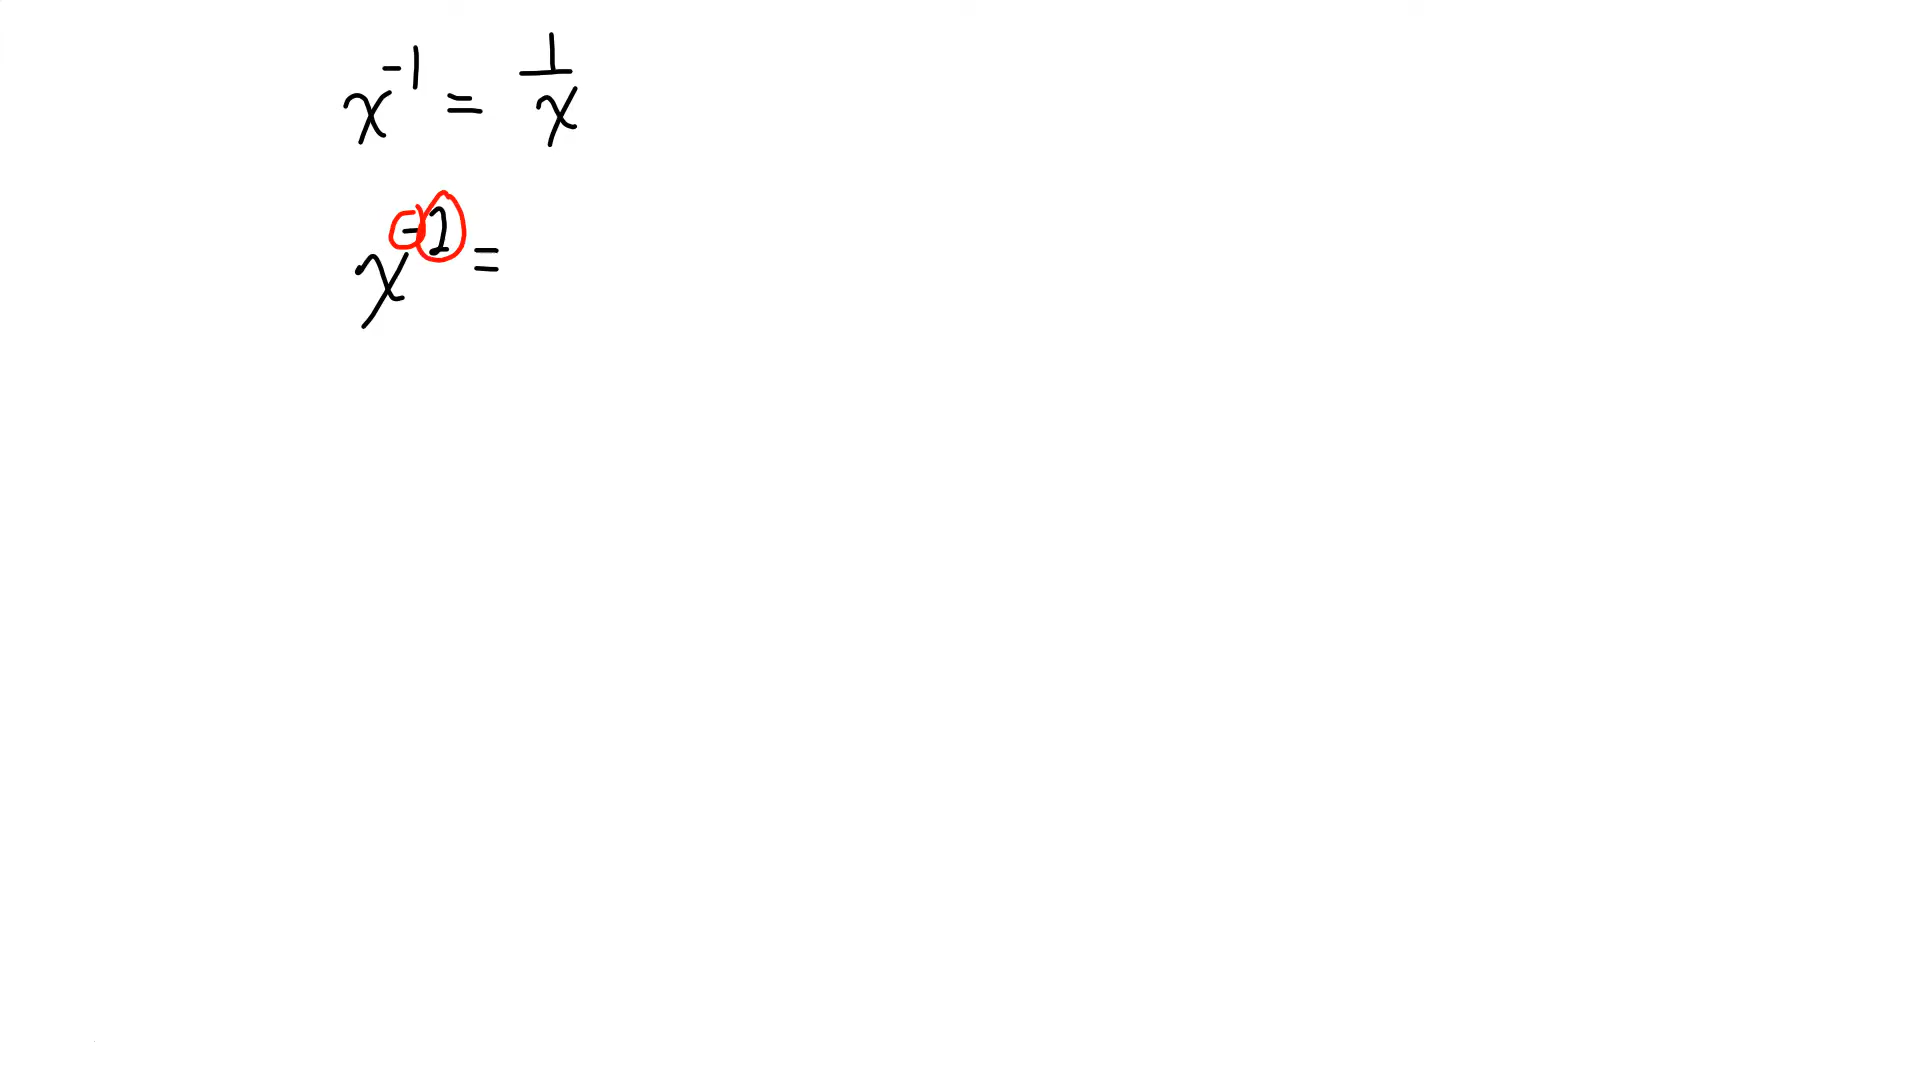 x⁻¹ = 1/x
x⁻² =